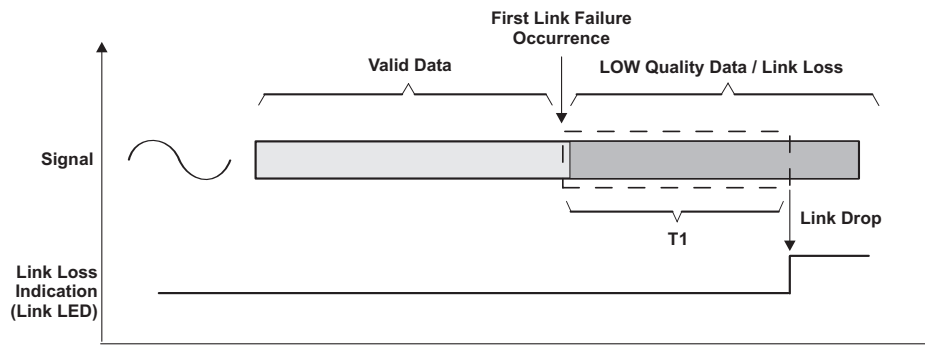 First Link Failure
Occurrence
Valid Data
LOW Quality Data / Link Loss
Signal
Link Drop
T1
Link Loss
Indication
(Link LED)